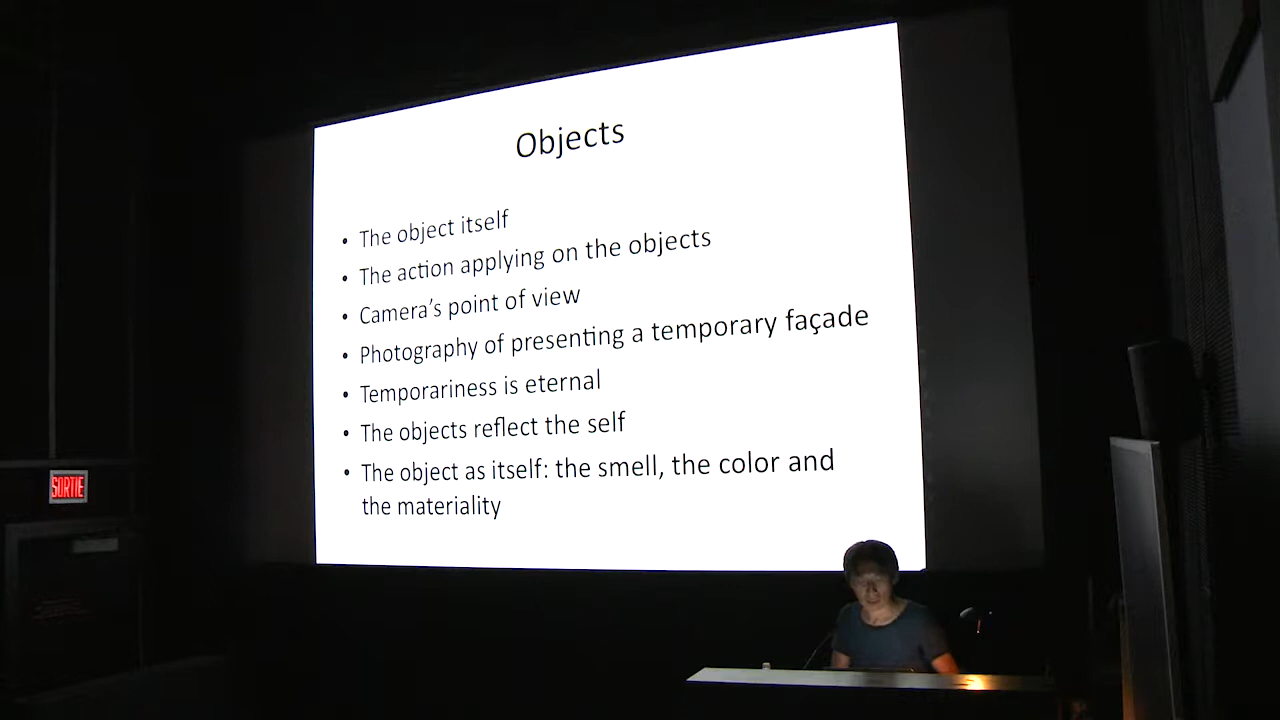 Objects
• The object itself
• The action applying on the objects
• Camera's point of view
• Photography of presenting a temporary façade
• Temporariness is eternal
• The objects reflect the self
• The object as itself: the smell, the color and
the materiality
SORTIE